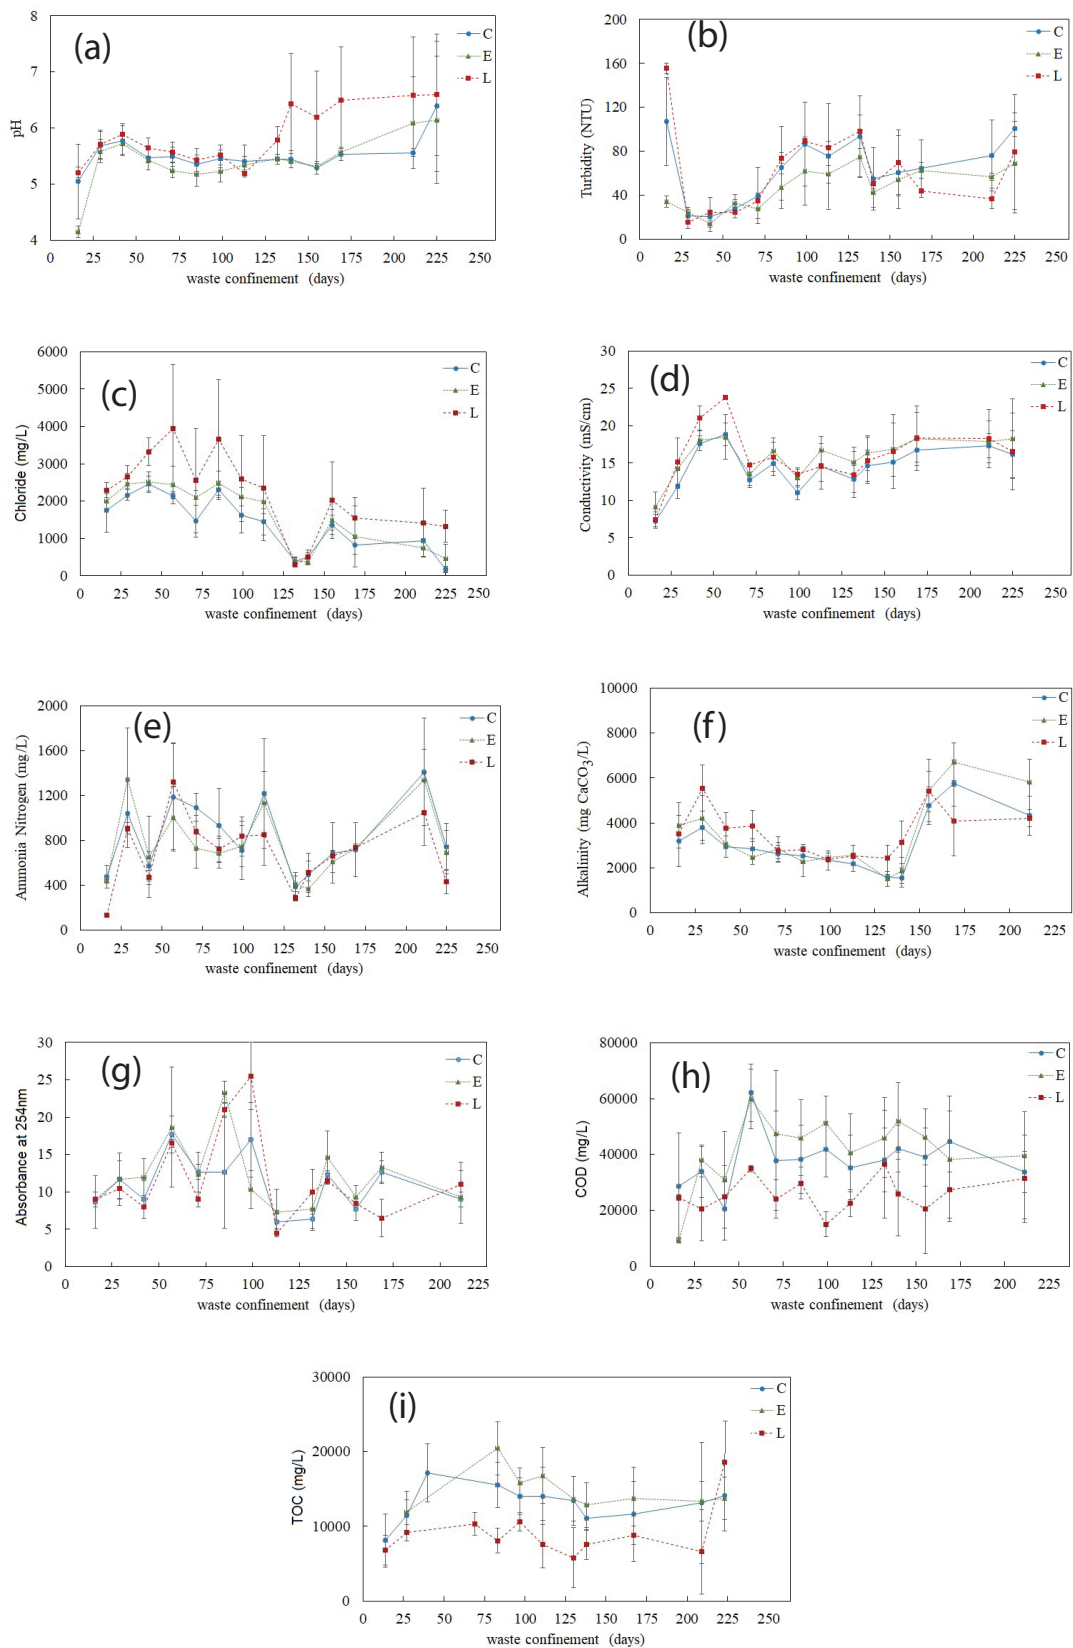 (a)
pH
8
7
6
5
4
0 25 50 75 100 125 150 175 200 225 250
waste confinement (days)
C
E
L
(b)
Turbidity (NTU)
200
160
120
80
40
0
0 25 50 75 100 125 150 175 200 225 250
waste confinement (days)
C
E
L
(c)
Chloride (mg/L)
6000
5000
4000
3000
2000
1000
0
0 25 50 75 100 125 150 175 200 225 250
waste confinement (days)
C
E
L
(d)
Conductivity (mS/cm)
30
25
20
15
10
5
0
0 25 50 75 100 125 150 175 200 225 250
waste confinement (days)
C
E
L
(e)
Ammonia Nitrogen (mg/L)
2000
1600
1200
800
400
0
0 25 50 75 100 125 150 175 200 225 250
waste confinement (days)
C
E
L
(f)
Alkalinity (mg CaCO3/L)
10000
8000
6000
4000
2000
0
0 25 50 75 100 125 150 175 200 225
waste confinement (days)
C
E
L
(g)
Absorbance at 254nm
30
25
20
15
10
5
0
0 25 50 75 100 125 150 175 200 225
waste confinement (days)
C
E
L
(h)
COD (mg/L)
80000
60000
40000
20000
0
0 25 50 75 100 125 150 175 200 225
waste confinement (days)
C
E
L
(i)
TOC (mg/L)
30000
20000
10000
0
0 25 50 75 100 125 150 175 200 225 250
waste confinement (days)
C
E
L